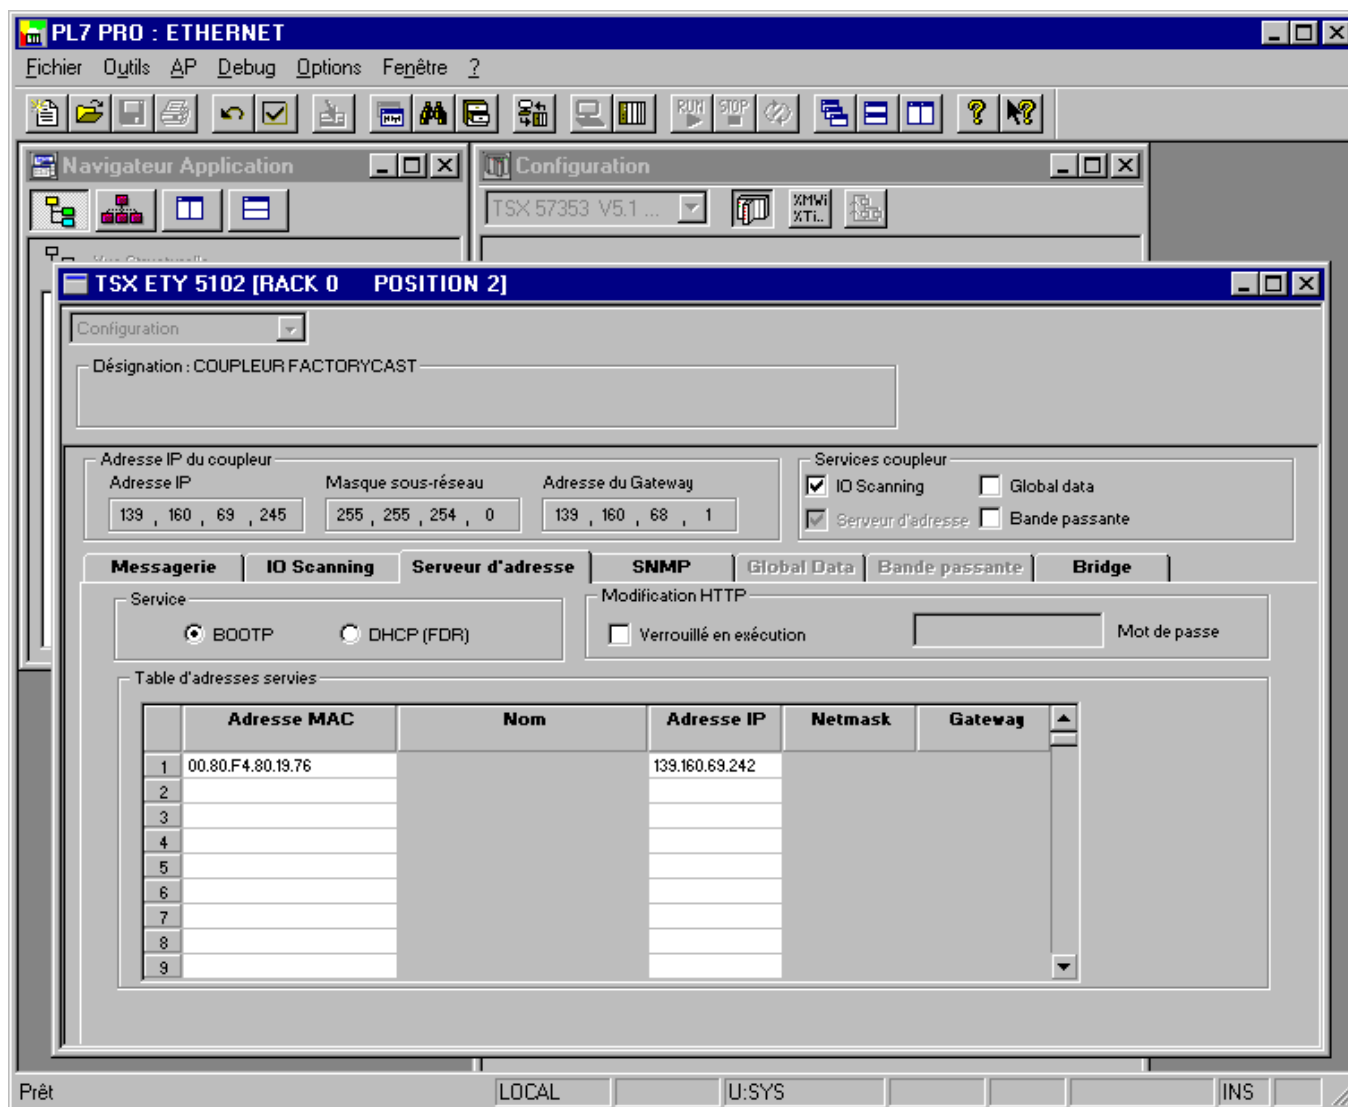 PL7 PRO : ETHERNET
Fichier Outils AP Debug Options Fenêtre ?
RUN STOP
Navigateur Application
Configuration
TSX 57353 V5.1 ...
XMWi
XTi..
TSX ETY 5102 [RACK 0 POSITION 2]
Configuration
Désignation : COUPLEUR FACTORYCAST
Adresse IP du coupleur
Services coupleur
Adresse IP Masque sous-réseau Adresse du Gateway
IO Scanning Global data
139 , 160 , 69 , 245 255 , 255 , 254 , 0 139 , 160 , 68 , 1
Serveur d'adresse Bande passante
Messagerie IO Scanning Serveur d'adresse SNMP Global Data Bande passante Bridge
Service
Modification HTTP
BOOTP DHCP (FDR)
Verrouillé en exécution Mot de passe
Table d'adresses servies
Adresse MAC Nom Adresse IP Netmask Gateway
1 00.80.F4.80.19.76 139.160.69.242
2
3
4
5
6
7
8
9
Prêt LOCAL U:SYS INS